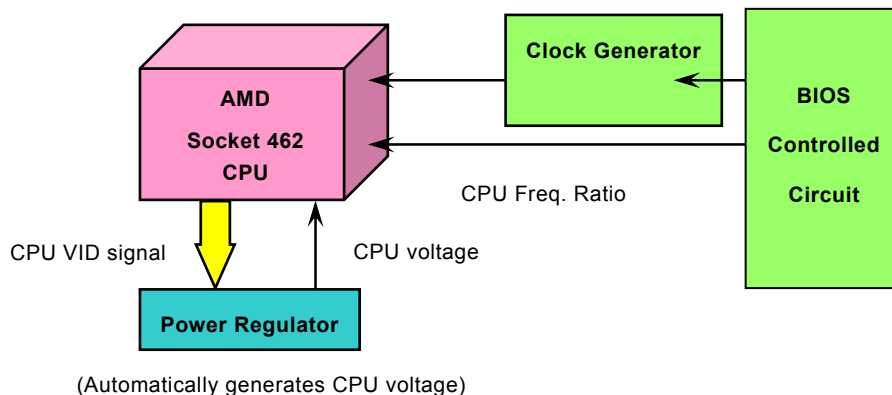 AMD
Socket 462
CPU
Clock Generator
BIOS
Controlled
Circuit
CPU Freq. Ratio
CPU VID signal
CPU voltage
Power Regulator
(Automatically generates CPU voltage)